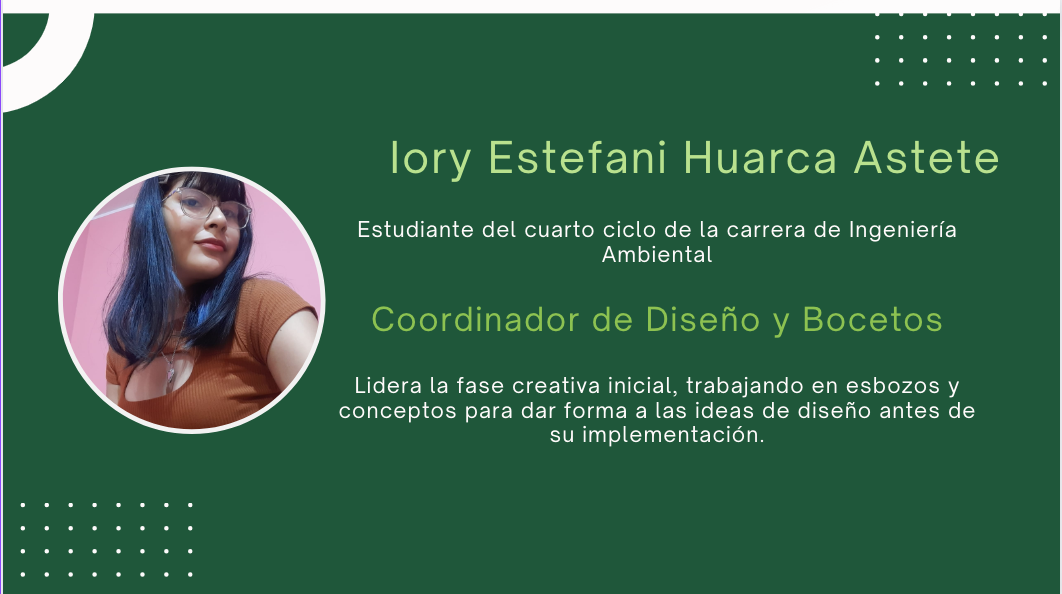 Iory Estefani Huarca Astete
Estudiante del cuarto ciclo de la carrera de Ingeniería
Ambiental
Coordinador de Diseño y Bocetos
Lidera la fase creativa inicial, trabajando en esbozos y
conceptos para dar forma a las ideas de diseño antes de
su implementación.